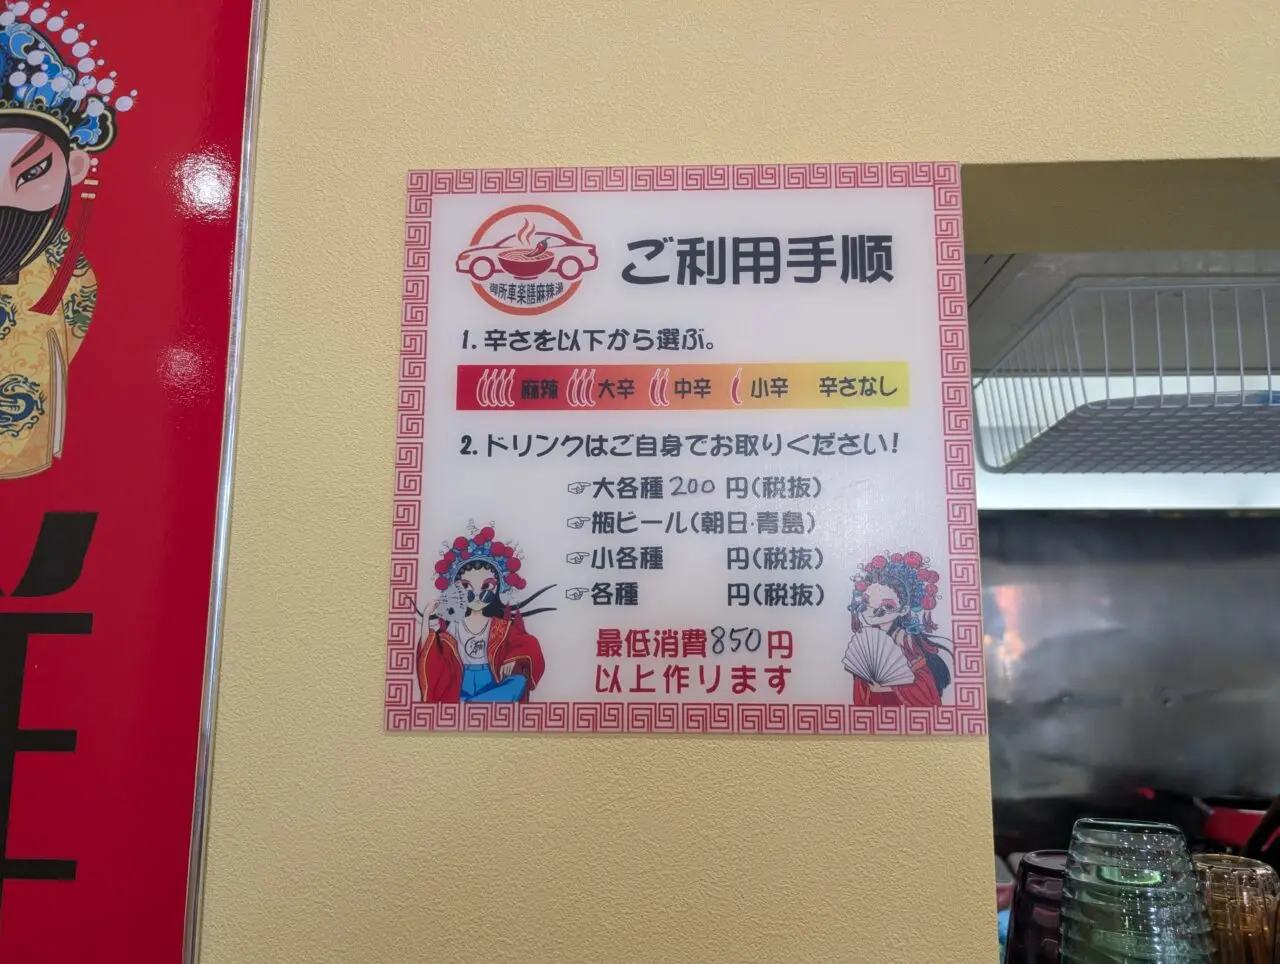 御所車楽膳麻辣湯
ご利用手順
1. 辛さを以下から選ぶ。
麻辣 大辛 中辛 小辛 辛さなし
2. ドリンクはご自身でお取りください!
☞大各種 200 円(税抜)
☞瓶ビール(朝日·青島)
☞小各種 円(税抜)
☞各種 円(税抜)
最低消費850円
以上作ります